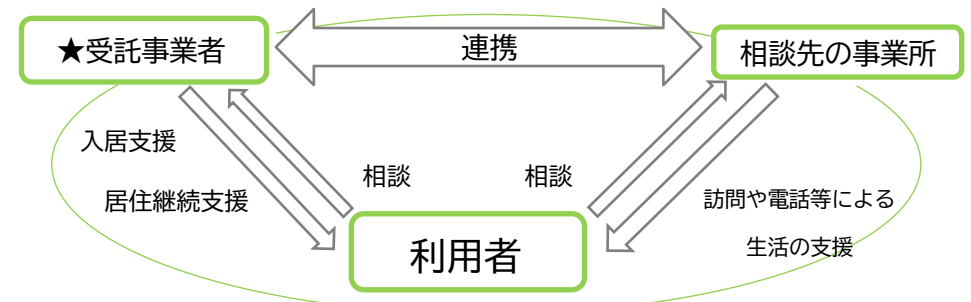 ★受託事業者
連携
相談先の事業所
入居支援
居住継続支援
相談
相談
訪問や電話等による
生活の支援
利用者